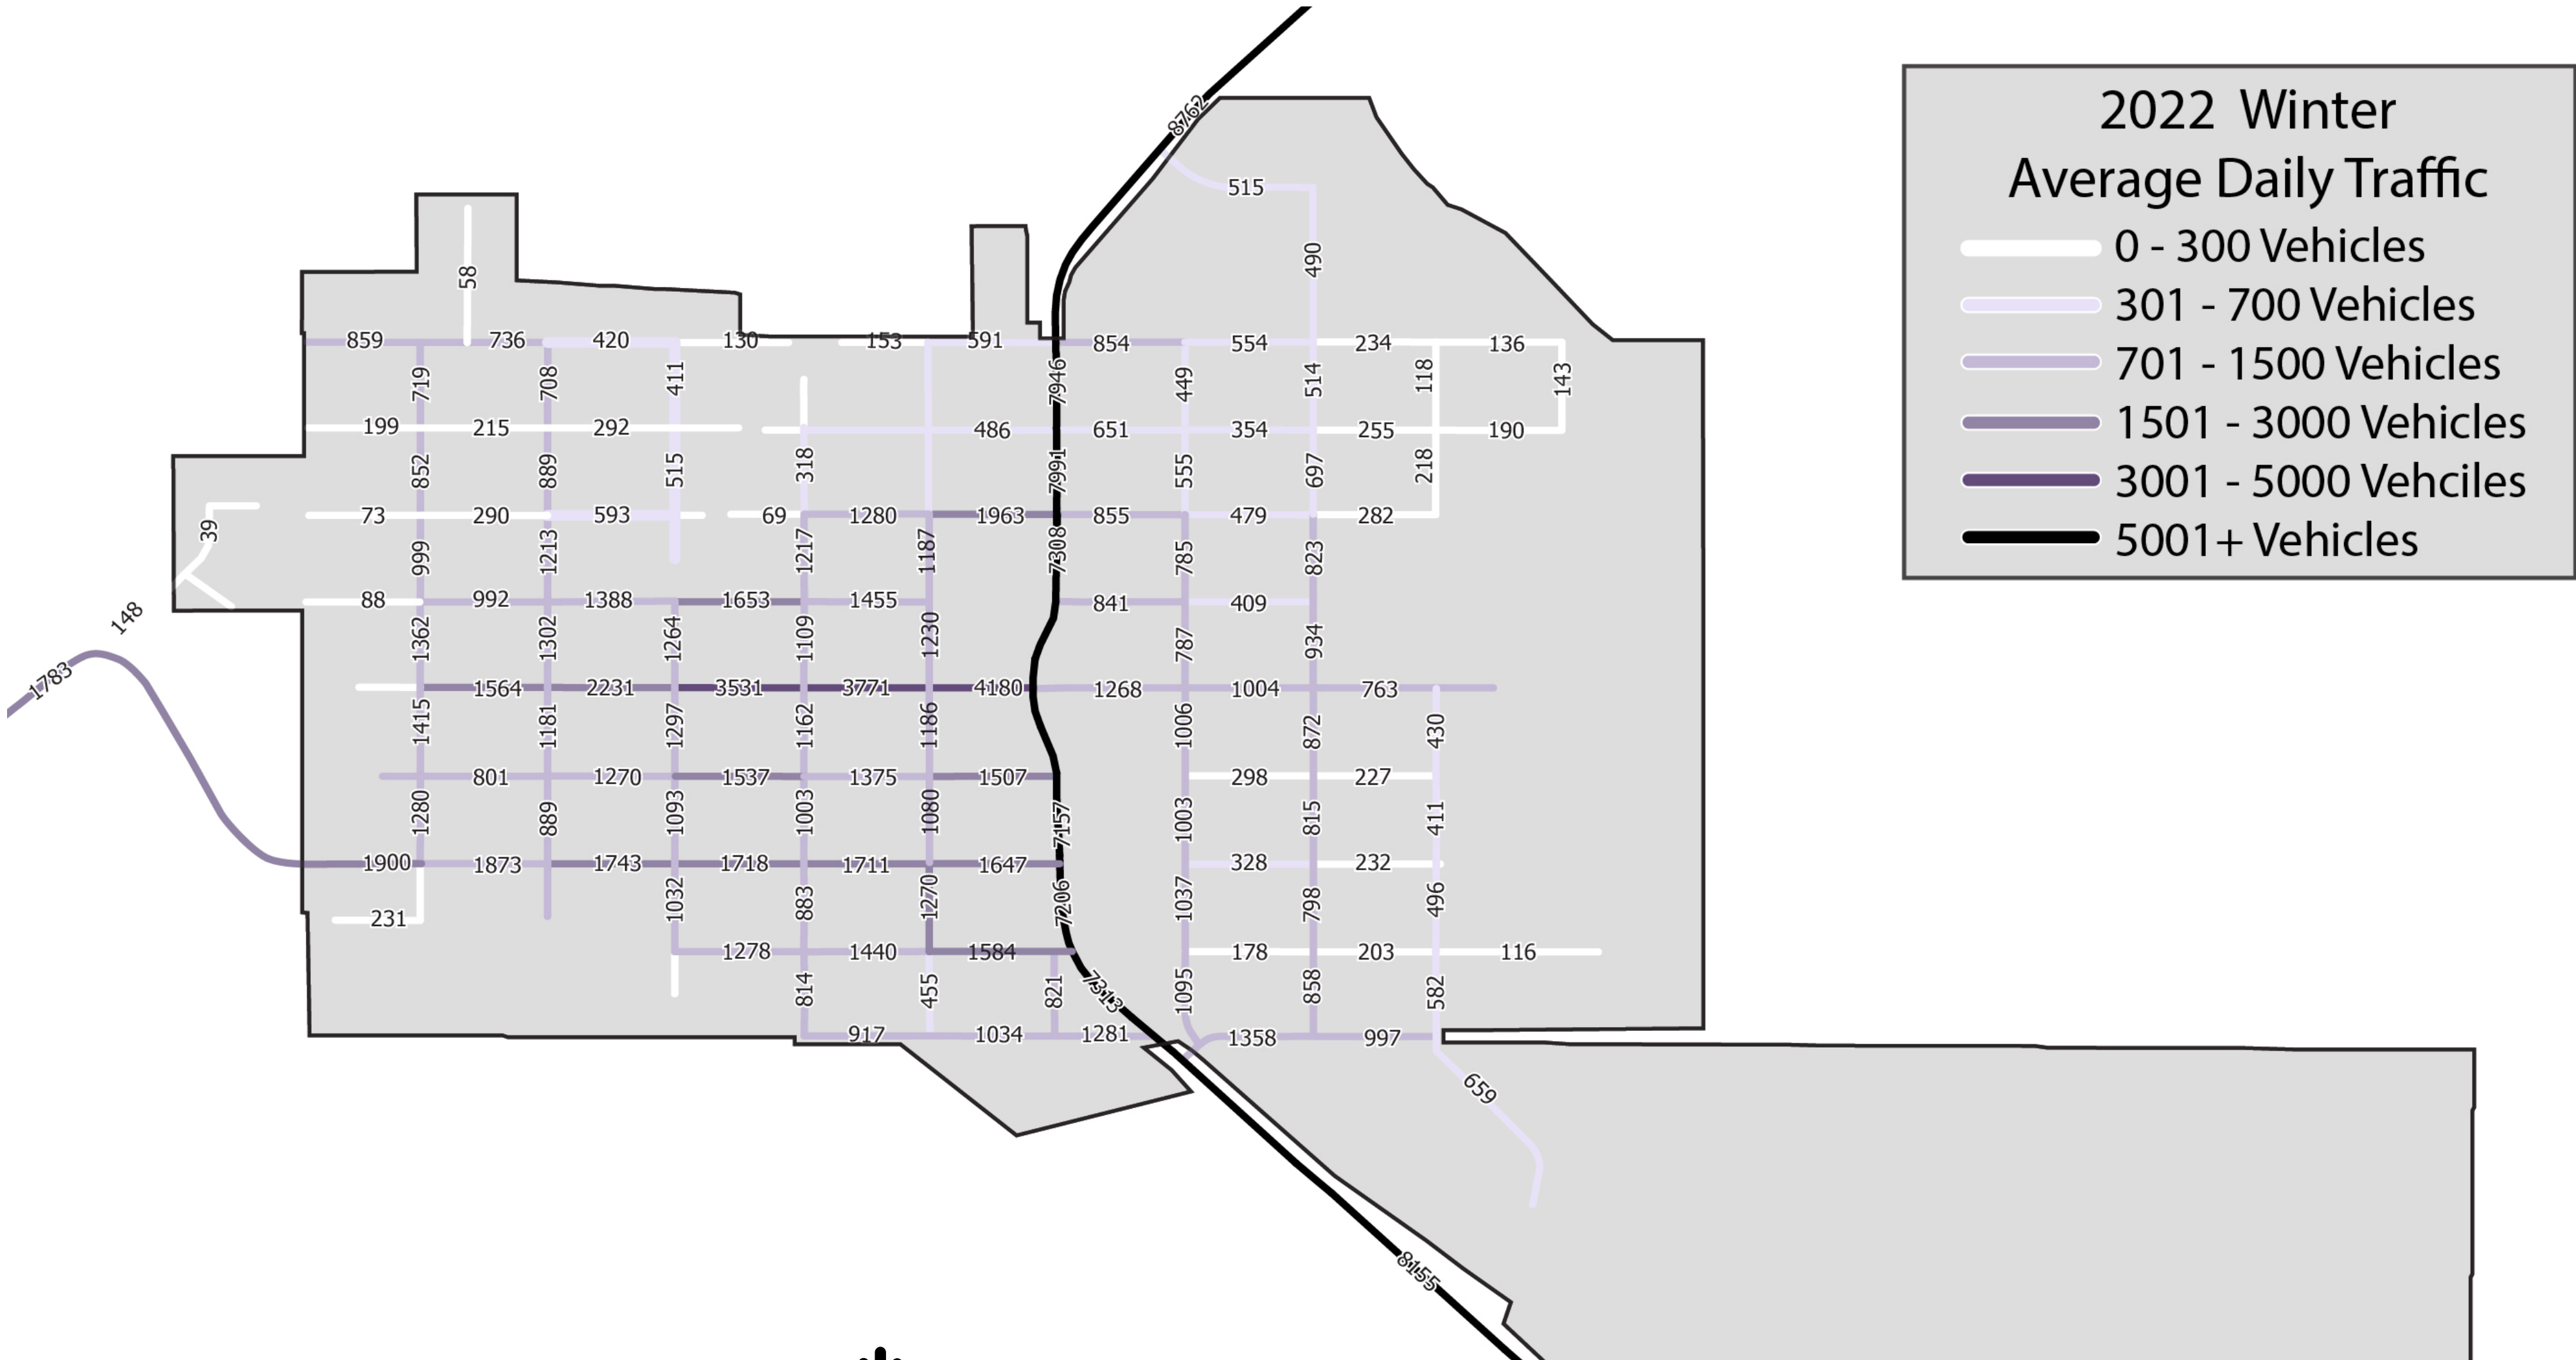 2022 Winter
Average Daily Traffic
0 - 300 Vehicles
301 - 700 Vehicles
701 - 1500 Vehicles
1501 - 3000 Vehicles
3001 - 5000 Vehciles
5001+ Vehicles
8762
515
490
58
859 736 420 130 153 591 854 554 234 136
719 708 411 7946 449 514 118 143
199 215 292 486 651 354 255 190
852 889 515 318 7991 555 697 218
73 290 593 69 1280 1963 855 479 282
39 999 1213 1217 1187 7308 785 823
88 992 1388 1653 1455 841 409
148 1362 1302 1264 1109 1230 787 934
1783
1564 2231 3531 3771 4180 1268 1004 763
1415 1181 1297 1162 1186 1006 872 430
801 1270 1537 1375 1507 298 227
1280 889 1093 1003 1080 7157 1003 815 411
1900 1873 1743 1718 1711 1647 328 232
1032 883 1270 7206 1037 798 496
231
1278 1440 1584 178 203 116
814 455 821 7313 1095 858 582
917 1034 1281 1358 997
659
8155